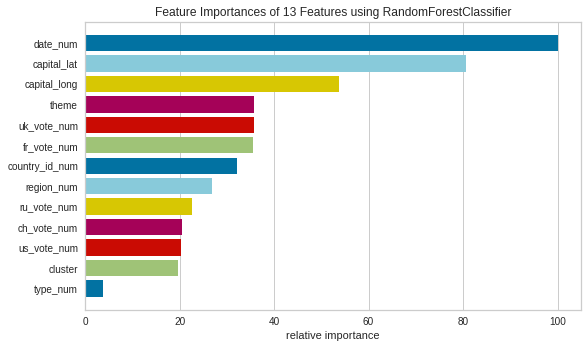 Feature Importances of 13 Features using RandomForestClassifier
date_num
capital_lat
capital_long
theme
uk_vote_num
fr_vote_num
country_id_num
region_num
ru_vote_num
ch_vote_num
us_vote_num
cluster
type_num
0 20 40 60 80 100
relative importance